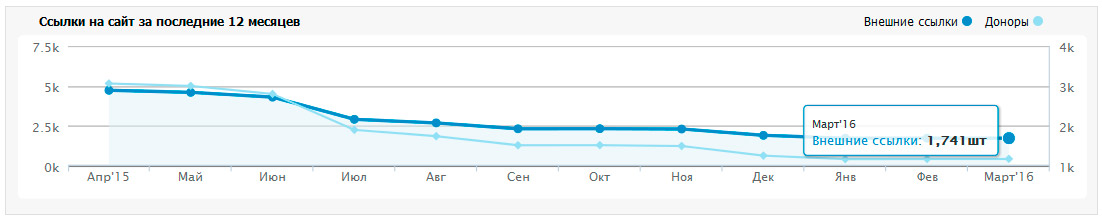 Ссылки на сайт за последние 12 месяцев
Внешние ссылки Доноры
7.5k 4k
5k 3k
2.5k 2k
0k 1k
Март'16
Внешние ссылки: 1,741шт
Апр'15 Май Июн Июл Авг Сен Окт Ноя Дек Янв Фев Март'16